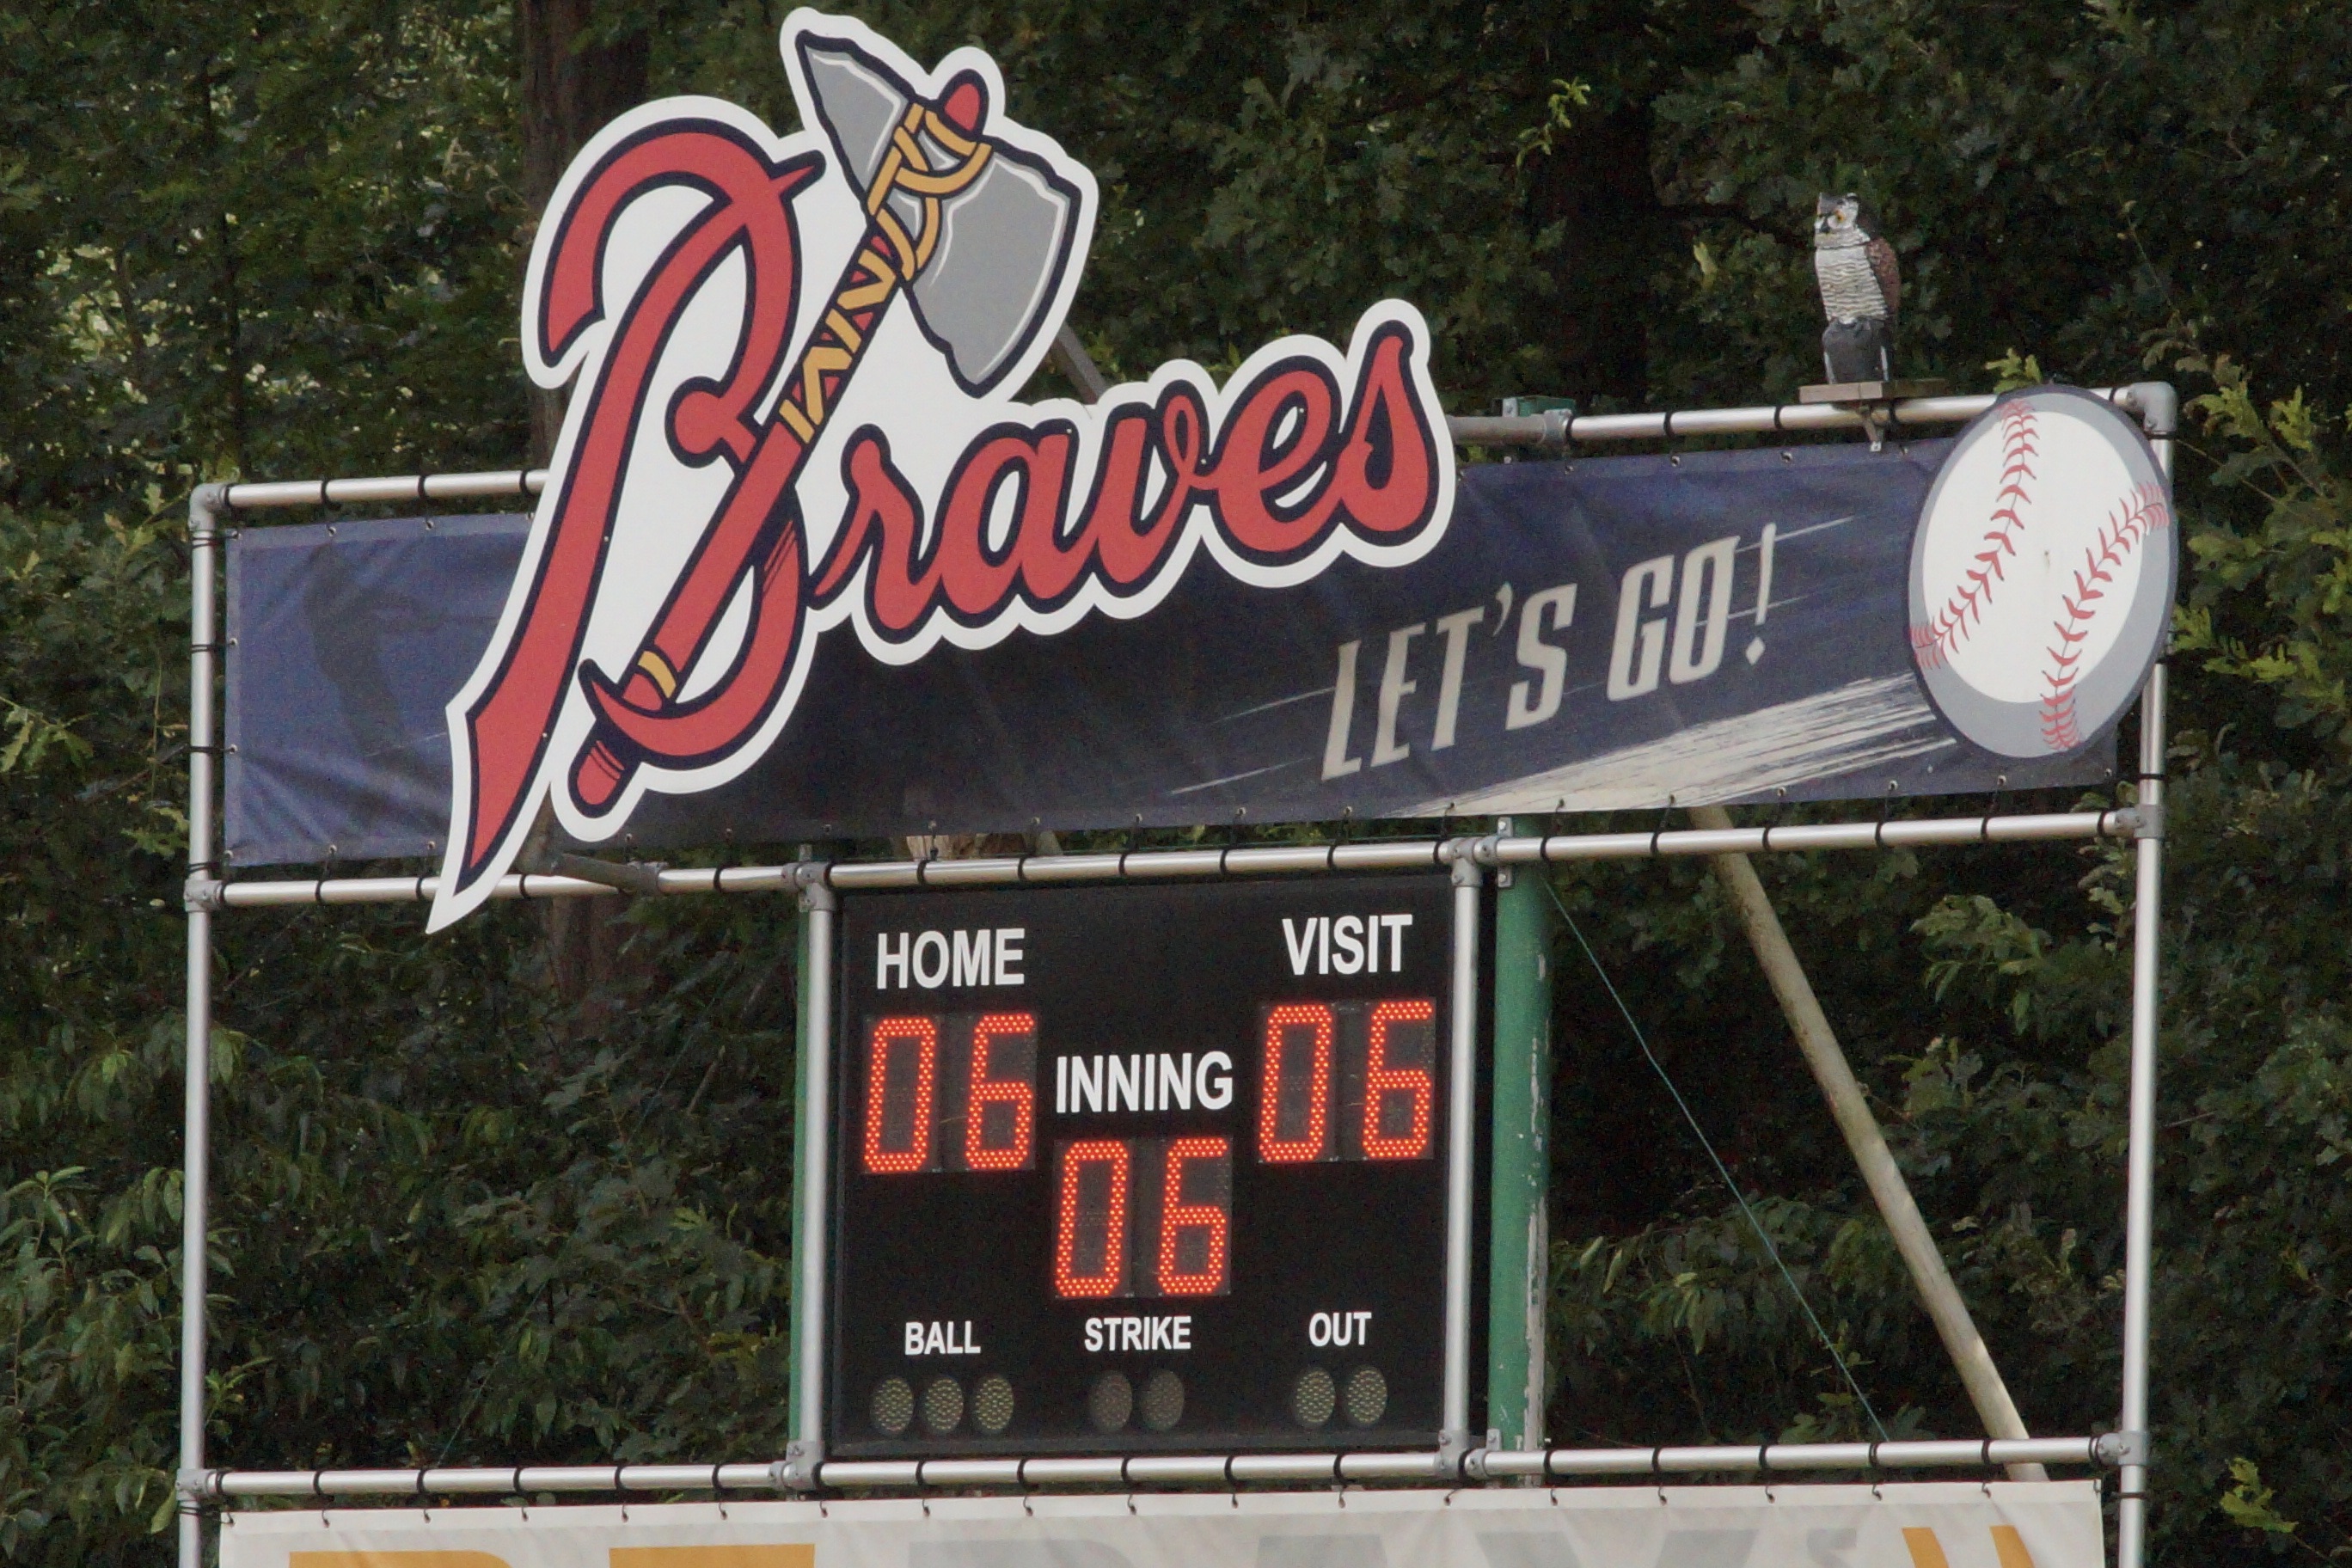 Braves
LET'S GO!
HOME VISIT
06 06
INNING
06
BALL STRIKE OUT